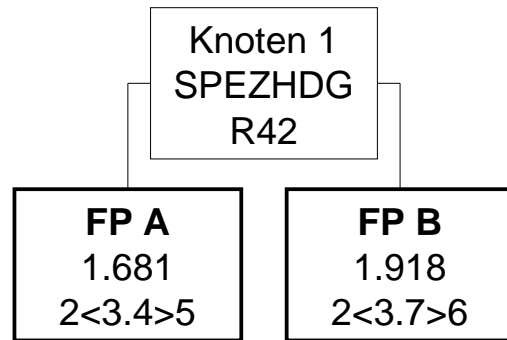 Knoten 1
SPEZHDG
R42
FP A
1.681
2<3.4>5
FP B
1.918
2<3.7>6